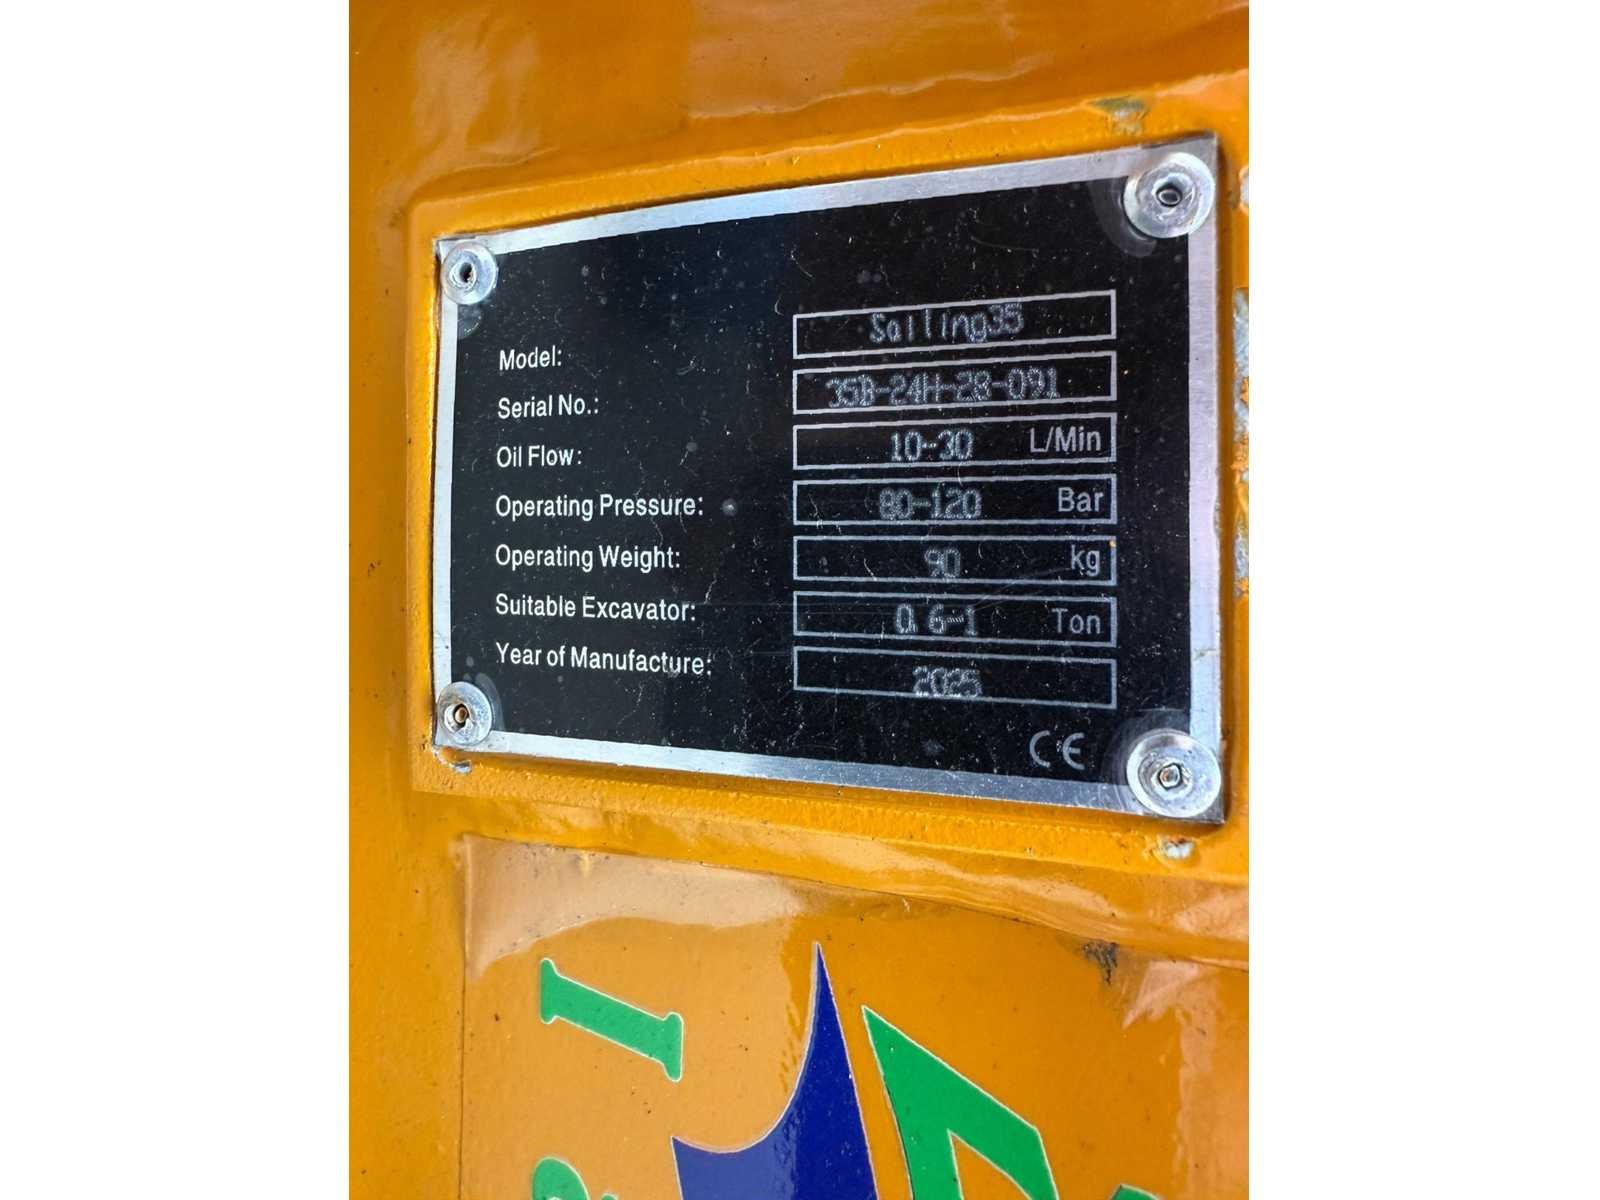 Model: Sailing35
Serial No.: 35B-24H-28-091
Oil Flow: 10-30 L/Min
Operating Pressure: 80-120 Bar
Operating Weight: 90 kg
Suitable Excavator: 0.6-1 Ton
Year of Manufacture: 2025
CE